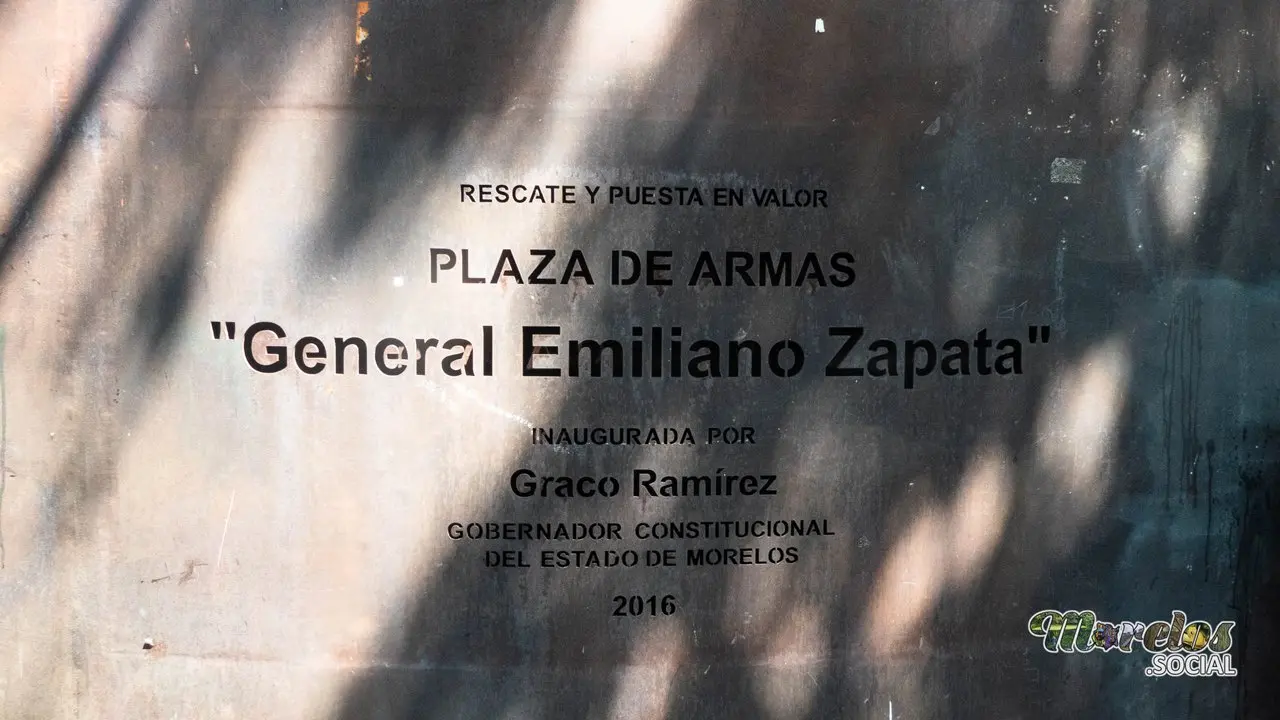 RESCATE Y PUESTA EN VALOR
PLAZA DE ARMAS
"General Emiliano Zapata"
INAUGURADA POR
Graco Ramírez
GOBERNADOR CONSTITUCIONAL
DEL ESTADO DE MORELOS
2016
Morelos
.SOCIAL